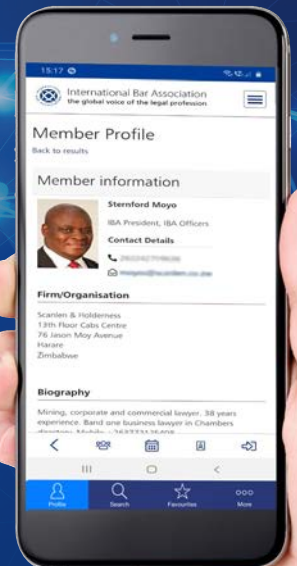 15:17
International Bar Association
the global voice of the legal profession
Member Profile
Back to results
Member information
Sternford Moyo
IBA President, IBA Officers
Contact Details
Firm/Organisation
Scanlen & Holderness
13th Floor Cabs Centre
76 Jason Moyo Avenue
Harare
Zimbabwe
Biography
Mining, corporate and commercial lawyer. 38 years
experience. Band one business lawyer in Chambers
Profile
Search
Favourites
More